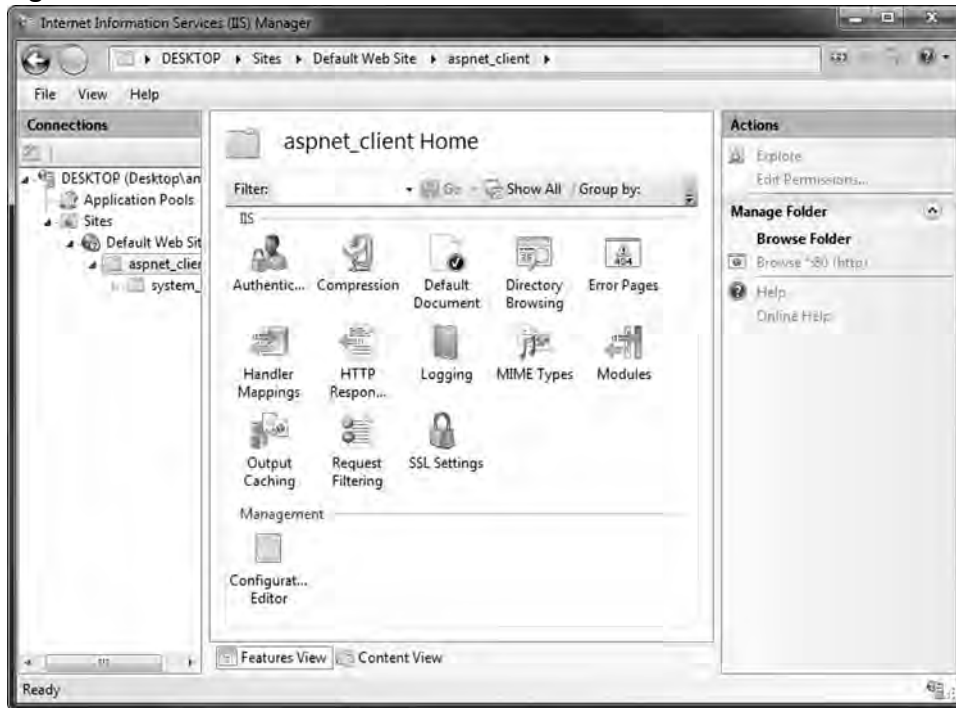 Internet Information Services (IIS) Manager
DESKTOP Sites Default Web Site aspnet_client
File View Help
Connections
DESKTOP (Desktop\an
Application Pools
Sites
Default Web Sit
aspnet_clier
system_
aspnet_client Home
Filter: Go Show All Group by:
IIS
Authentic... Compression Default Document Directory Browsing Error Pages
Handler Mappings HTTP Respon... Logging MIME Types Modules
Output Caching Request Filtering SSL Settings
Management
Configurat... Editor
Features View Content View
Actions
Explore
Edit Permissions...
Manage Folder
Browse Folder
Browse *:80 (http)
Help
Online Help
Ready